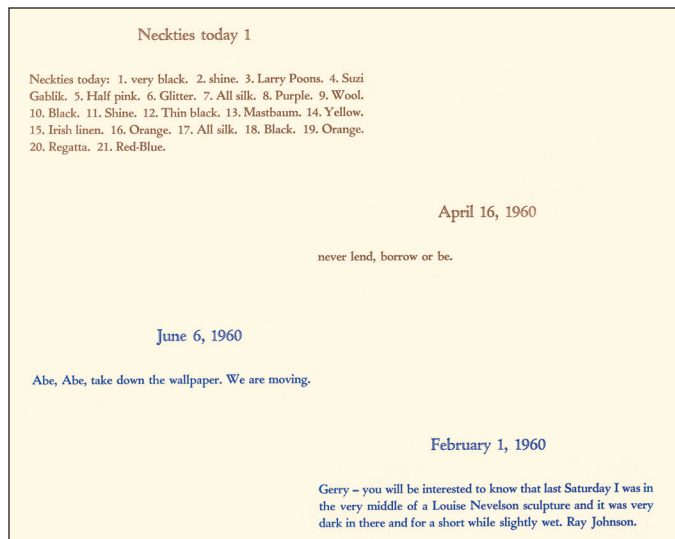 Neckties today 1
Neckties today: 1. very black. 2. shine. 3. Larry Poons. 4. Suzi
Gablik. 5. Half pink. 6. Glitter. 7. All silk. 8. Purple. 9. Wool.
10. Black. 11. Shine. 12. Thin black. 13. Mastbaum. 14. Yellow.
15. Irish linen. 16. Orange. 17. All silk. 18. Black. 19. Orange.
20. Regatta. 21. Red-Blue.
April 16, 1960
never lend, borrow or be.
June 6, 1960
Abe, Abe, take down the wallpaper. We are moving.
February 1, 1960
Gerry – you will be interested to know that last Saturday I was in
the very middle of a Louise Nevelson sculpture and it was very
dark in there and for a short while slightly wet. Ray Johnson.